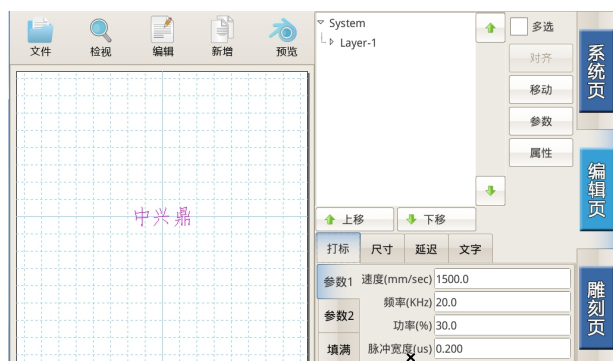 文件 检视 编辑 新增 预览
System
Layer-1
多选
对齐
移动
参数
属性
上移 下移
中兴鼎
打标 尺寸 延迟 文字
参数1
参数2
填满
速度(mm/sec) 1500.0
频率(KHz) 20.0
功率(%) 30.0
脉冲宽度(us) 0.200
系统页
编辑页
雕刻页